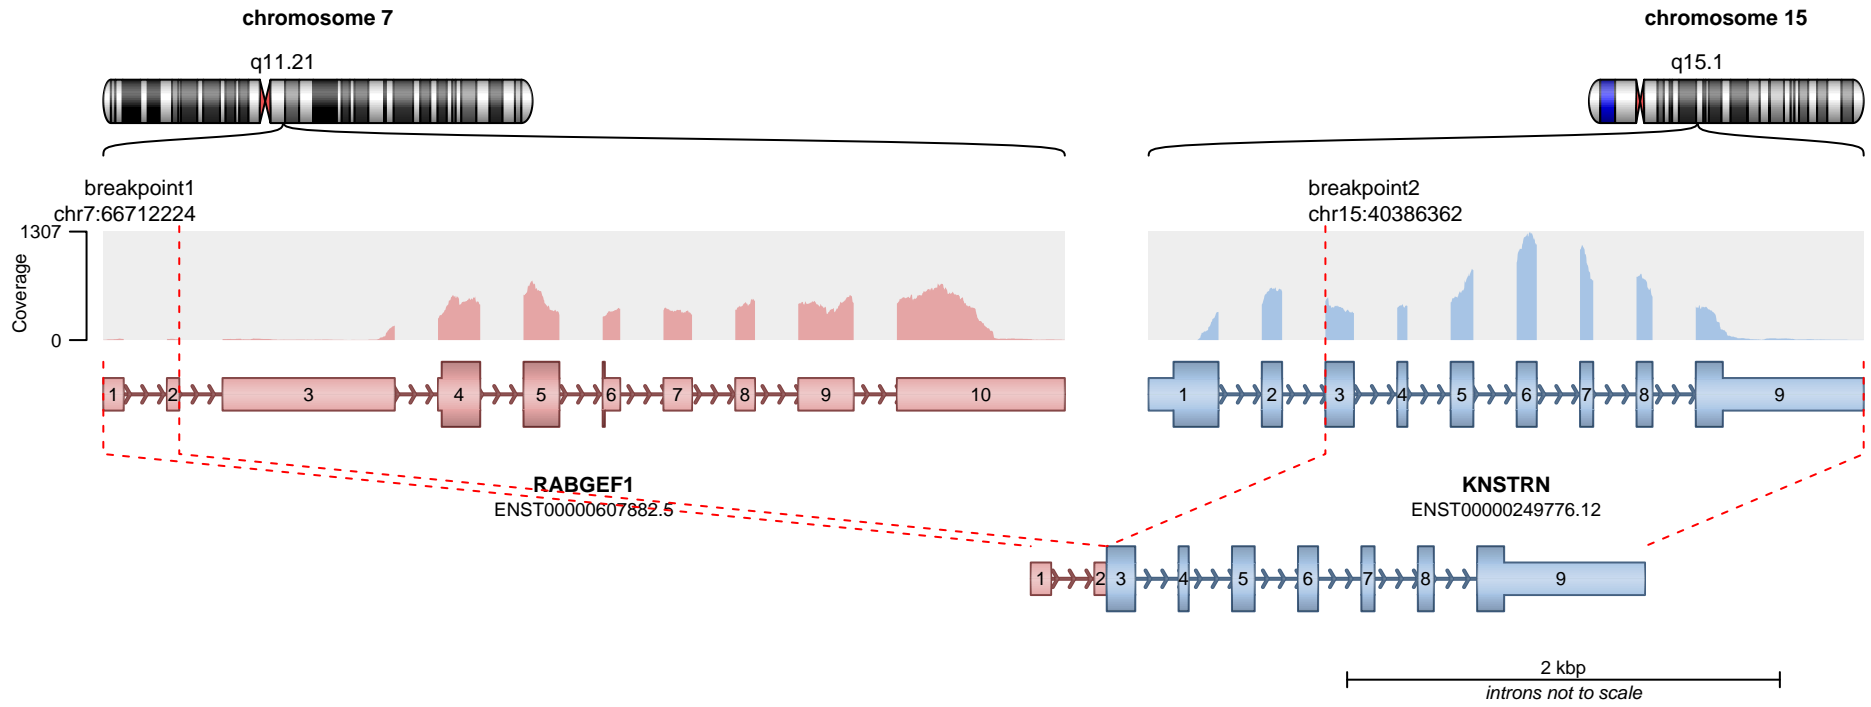 chromosome 7
chromosome 15
q11.21
q15.1
breakpoint1
chr7:66712224
breakpoint2
chr15:40386362
1307
Coverage
0
1 2 3 4 5 6 7 8 9 10
1 2 3 4 5 6 7 8 9
RABGEF1
ENST00000607882.5
KNSTRN
ENST00000249776.12
1 2 3 4 5 6 7 8 9
2 kbp
introns not to scale